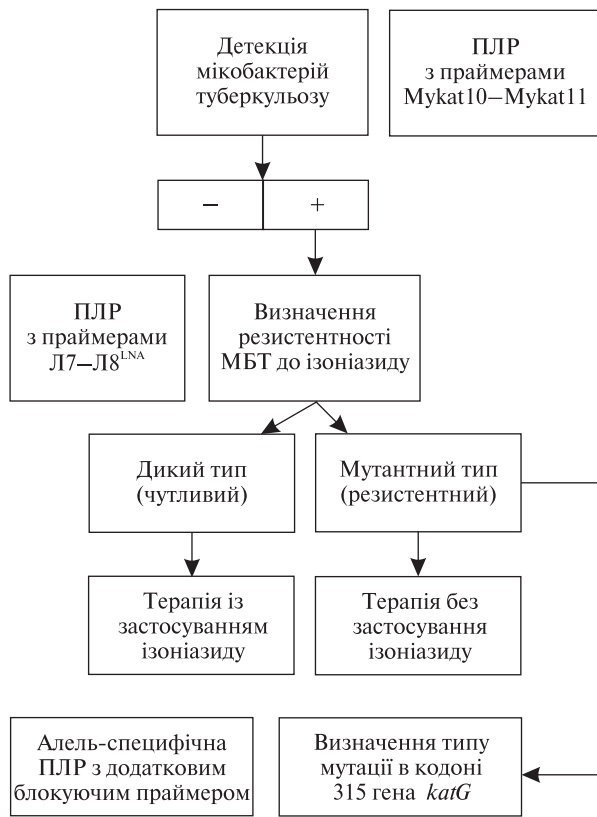 Детекція
мікобактерій
туберкульозу
ПЛР
з праймерами
Mykat10–Mykat11
–
+
ПЛР
з праймерами
Л7–Л8LNA
Визначення
резистентності
МБТ до ізоніазиду
Дикий тип
(чутливий)
Мутантний тип
(резистентний)
Терапія із
застосуванням
ізоніазиду
Терапія без
застосування
ізоніазиду
Алель-специфічна
ПЛР з додатковим
блокуючим праймером
Визначення типу
мутації в кодоні
315 гена katG